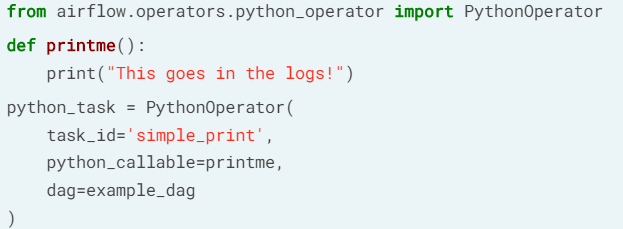 from airflow.operators.python_operator import PythonOperator
def printme():
    print("This goes in the logs!")
python_task = PythonOperator(
    task_id='simple_print',
    python_callable=printme,
    dag=example_dag
)